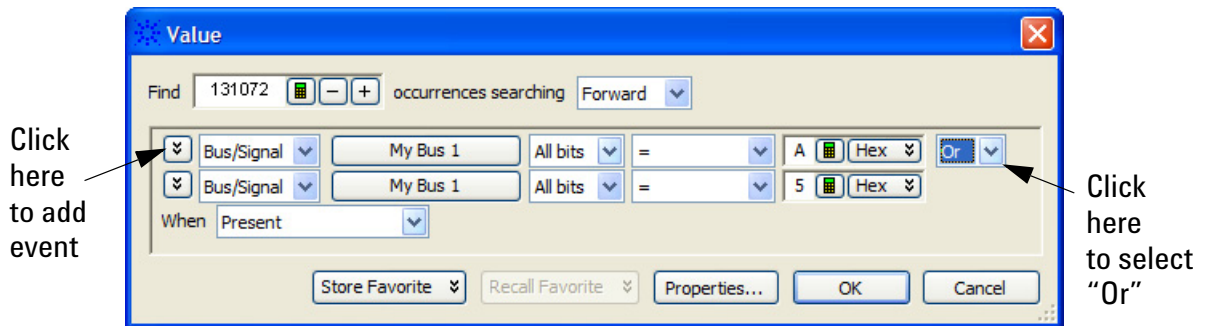 Value
Find 131072 − + occurrences searching Forward
Click
here
to add
event
Bus/Signal My Bus 1 All bits = A Hex Or
Bus/Signal My Bus 1 All bits = 5 Hex
When Present
Click
here
to select
“Or”
Store Favorite Recall Favorite Properties... OK Cancel